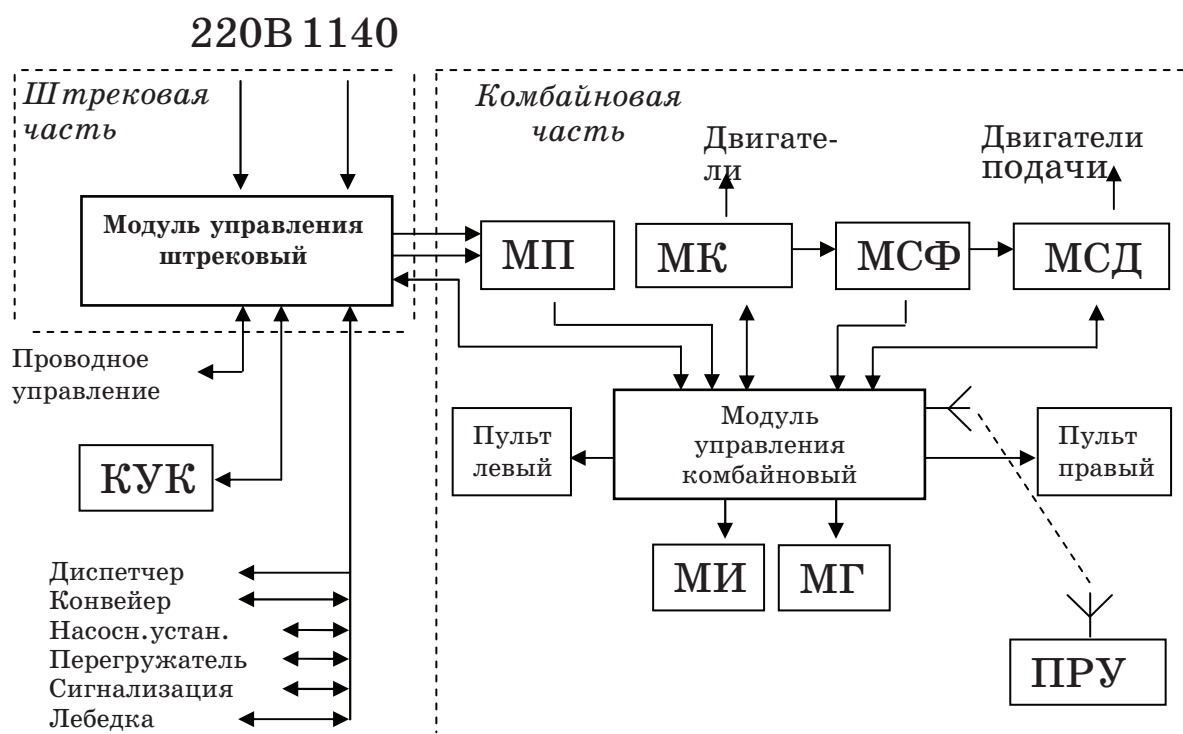 220В 1140
Штрековая
часть
Комбайновая
часть
Двигате-
ли
Двигатели
подачи
Модуль управления
штрековый
МП
МК
МСФ
МСД
Проводное
управление
Пульт
левый
Модуль
управления
комбайновый
Пульт
правый
КУК
МИ
МГ
Диспетчер
Конвейер
Насосн.устан.
Перегружатель
Сигнализация
Лебедка
ПРУ